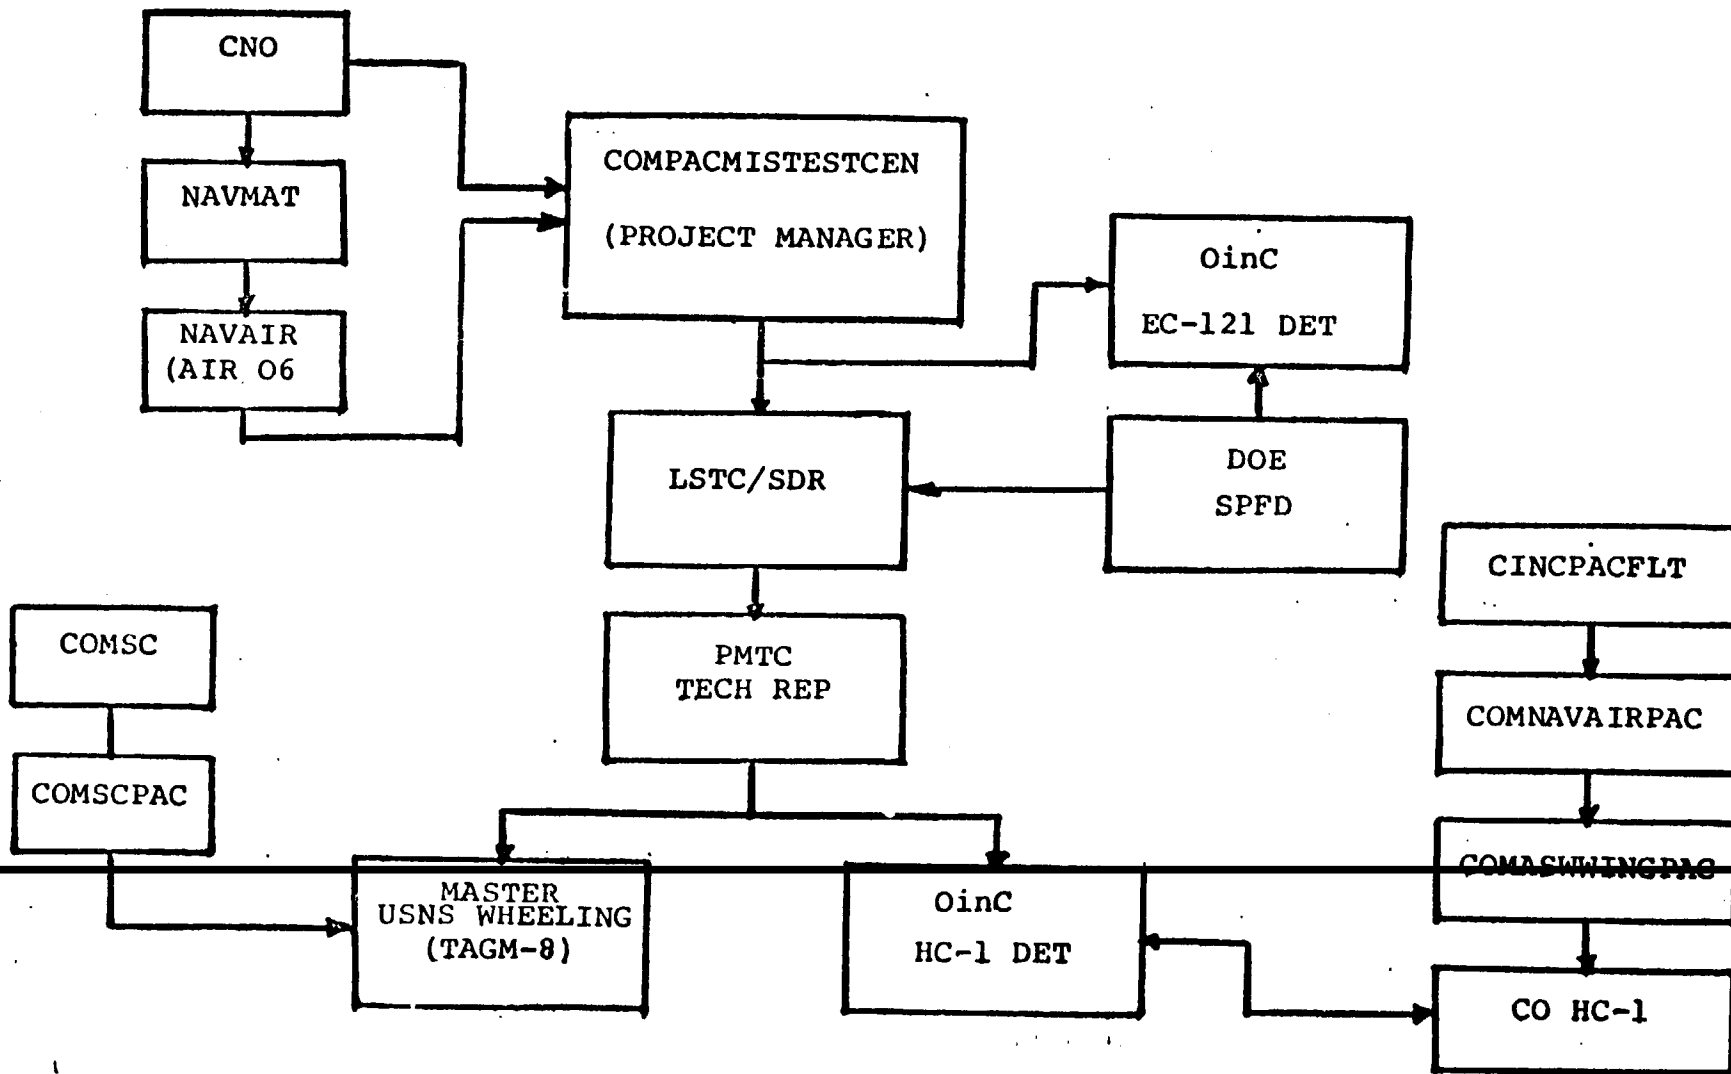 CNO
NAVMAT
NAVAIR
(AIR 06
COMPACMISTESTCEN
(PROJECT MANAGER)
OinC
EC-121 DET
LSTC/SDR
DOE
SPFD
CINCPACFLT
COMSC
PMTC
TECH REP
COMNAVAIRPAC
COMSCPAC
COMASWWINGPAC
MASTER
USNS WHEELING
(TAGM-8)
OinC
HC-1 DET
CO HC-1